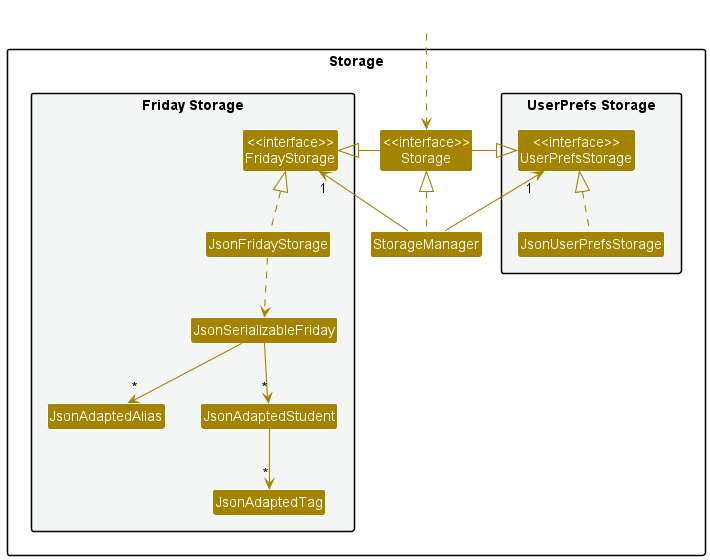 Storage
Friday Storage
UserPrefs Storage
<<interface>>
FridayStorage
<<interface>>
Storage
<<interface>>
UserPrefsStorage
1
1
JsonFridayStorage
StorageManager
JsonUserPrefsStorage
JsonSerializableFriday
*
*
JsonAdaptedAlias
JsonAdaptedStudent
*
JsonAdaptedTag